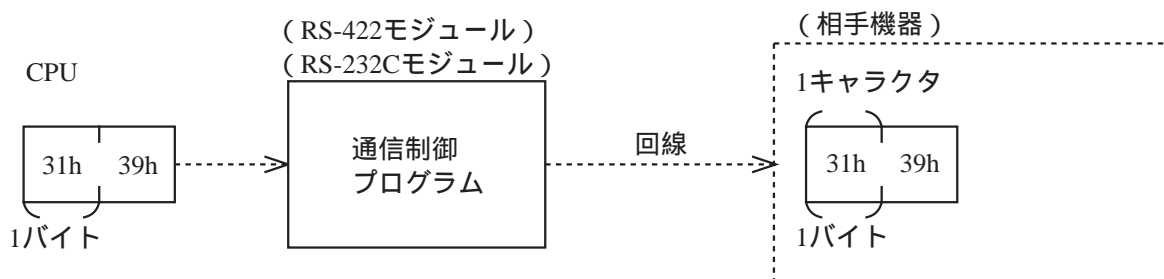 (RS-422モジュール)
(RS-232Cモジュール)
(相手機器)
CPU
1キャラクタ
31h 39h
通信制御
プログラム
回線
31h 39h
1バイト
1バイト